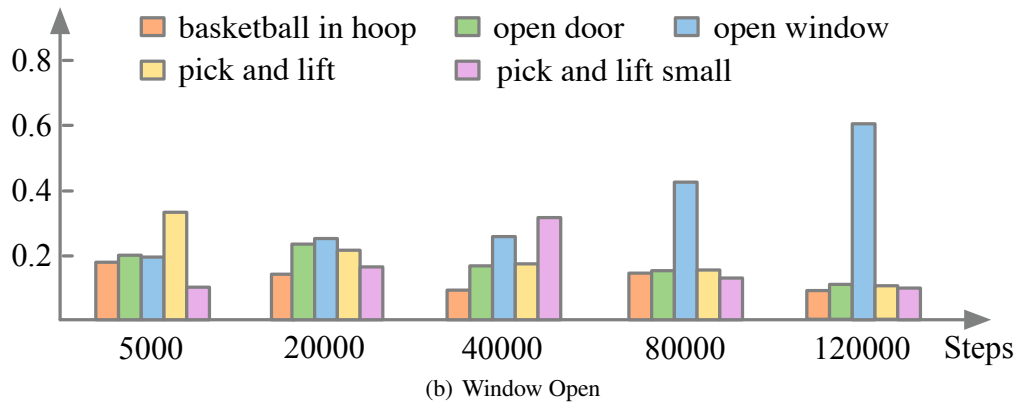 basketball in hoop open door open window
pick and lift pick and lift small
0.8
0.6
0.4
0.2
5000 20000 40000 80000 120000 Steps
(b) Window Open